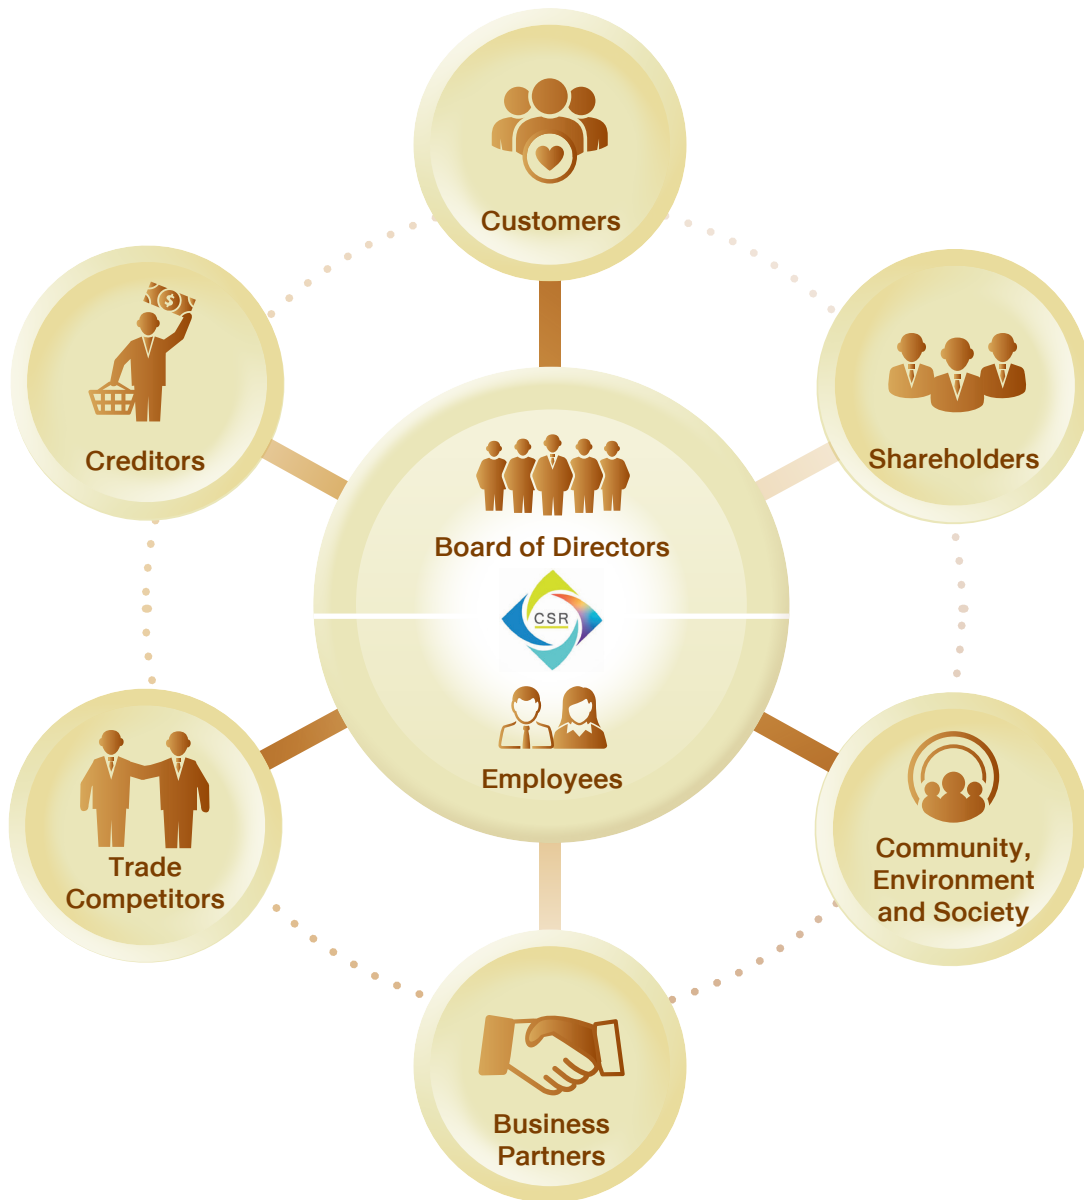 Customers
Creditors
$
Shareholders
Board of Directors
CSR
Employees
Trade
Competitors
Community,
Environment
and Society
Business
Partners